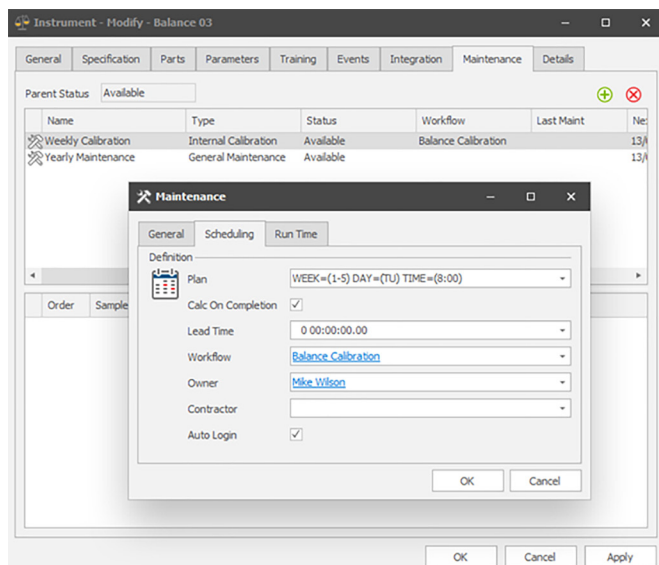 Instrument - Modify - Balance 03
General Specification Parts Parameters Training Events Integration Maintenance Details
Parent Status Available
Name Type Status Workflow Last Maint Ne
Weekly Calibration Internal Calibration Available Balance Calibration 13/
Yearly Maintenance General Maintenance Available 13/
Maintenance
General Scheduling Run Time
Definition
Plan WEEK=(1-5) DAY=(TU) TIME=(8:00)
Calc On Completion
Order Sample
Lead Time 0 00:00:00.00
Workflow Balance Calibration
Owner Mike Wilson
Contractor
Auto Login
OK Cancel
OK Cancel Apply